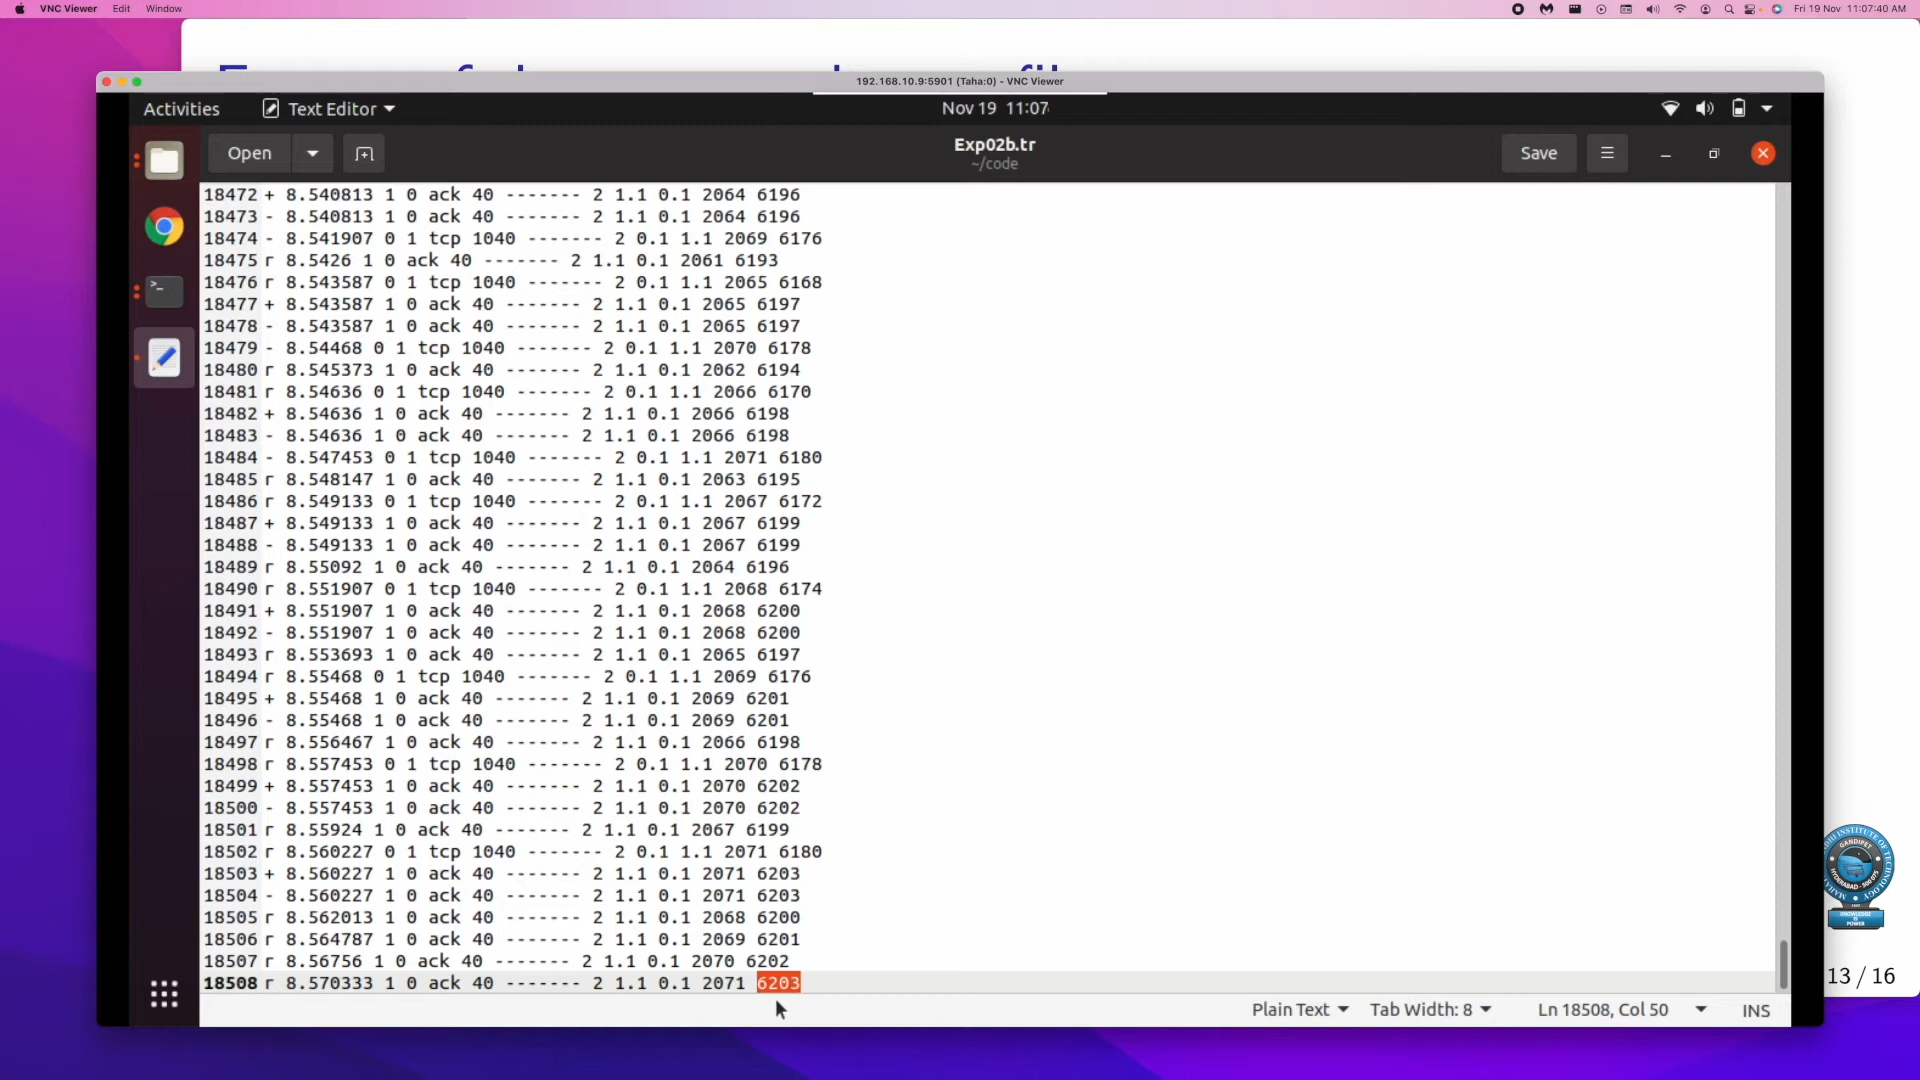 VNC Viewer Edit Window
Fri 19 Nov 11:07:40 AM
192.168.10.9:5901 (Taha:0) - VNC Viewer
Activities Text Editor Nov 19 11:07
Open Exp02b.tr Save
~/code
18472 + 8.540813 1 0 ack 40 ------- 2 1.1 0.1 2064 6196
18473 - 8.540813 1 0 ack 40 ------- 2 1.1 0.1 2064 6196
18474 - 8.541907 0 1 tcp 1040 ------- 2 0.1 1.1 2069 6176
18475 r 8.5426 1 0 ack 40 ------- 2 1.1 0.1 2061 6193
18476 r 8.543587 0 1 tcp 1040 ------- 2 0.1 1.1 2065 6168
18477 + 8.543587 1 0 ack 40 ------- 2 1.1 0.1 2065 6197
18478 - 8.543587 1 0 ack 40 ------- 2 1.1 0.1 2065 6197
18479 - 8.54468 0 1 tcp 1040 ------- 2 0.1 1.1 2070 6178
18480 r 8.545373 1 0 ack 40 ------- 2 1.1 0.1 2062 6194
18481 r 8.54636 0 1 tcp 1040 ------- 2 0.1 1.1 2066 6170
18482 + 8.54636 1 0 ack 40 ------- 2 1.1 0.1 2066 6198
18483 - 8.54636 1 0 ack 40 ------- 2 1.1 0.1 2066 6198
18484 - 8.547453 0 1 tcp 1040 ------- 2 0.1 1.1 2071 6180
18485 r 8.548147 1 0 ack 40 ------- 2 1.1 0.1 2063 6195
18486 r 8.549133 0 1 tcp 1040 ------- 2 0.1 1.1 2067 6172
18487 + 8.549133 1 0 ack 40 ------- 2 1.1 0.1 2067 6199
18488 - 8.549133 1 0 ack 40 ------- 2 1.1 0.1 2067 6199
18489 r 8.55092 1 0 ack 40 ------- 2 1.1 0.1 2064 6196
18490 r 8.551907 0 1 tcp 1040 ------- 2 0.1 1.1 2068 6174
18491 + 8.551907 1 0 ack 40 ------- 2 1.1 0.1 2068 6200
18492 - 8.551907 1 0 ack 40 ------- 2 1.1 0.1 2068 6200
18493 r 8.553693 1 0 ack 40 ------- 2 1.1 0.1 2065 6197
18494 r 8.55468 0 1 tcp 1040 ------- 2 0.1 1.1 2069 6176
18495 + 8.55468 1 0 ack 40 ------- 2 1.1 0.1 2069 6201
18496 - 8.55468 1 0 ack 40 ------- 2 1.1 0.1 2069 6201
18497 r 8.556467 1 0 ack 40 ------- 2 1.1 0.1 2066 6198
18498 r 8.557453 0 1 tcp 1040 ------- 2 0.1 1.1 2070 6178
18499 + 8.557453 1 0 ack 40 ------- 2 1.1 0.1 2070 6202
18500 - 8.557453 1 0 ack 40 ------- 2 1.1 0.1 2070 6202
18501 r 8.55924 1 0 ack 40 ------- 2 1.1 0.1 2067 6199
18502 r 8.560227 0 1 tcp 1040 ------- 2 0.1 1.1 2071 6180
18503 + 8.560227 1 0 ack 40 ------- 2 1.1 0.1 2071 6203
18504 - 8.560227 1 0 ack 40 ------- 2 1.1 0.1 2071 6203
18505 r 8.562013 1 0 ack 40 ------- 2 1.1 0.1 2068 6200
18506 r 8.564787 1 0 ack 40 ------- 2 1.1 0.1 2069 6201
18507 r 8.56756 1 0 ack 40 ------- 2 1.1 0.1 2070 6202
18508 r 8.570333 1 0 ack 40 ------- 2 1.1 0.1 2071 6203
Plain Text Tab Width: 8 Ln 18508, Col 50 INS
GANDIPET
HYDERABAD - 500 075
KNOWLEDGE
IS
POWER
13 / 16